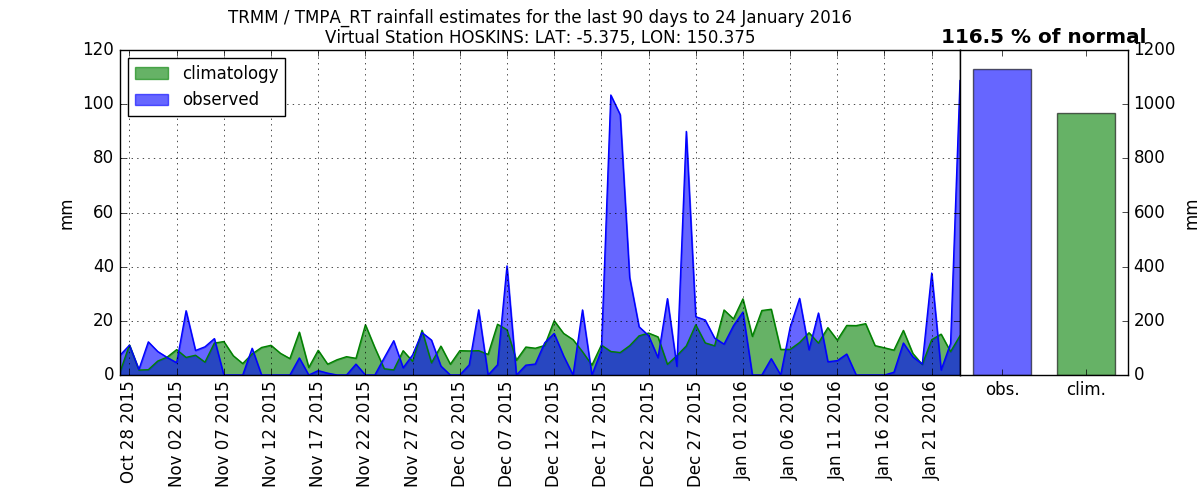 TRMM / TMPA_RT rainfall estimates for the last 90 days to 24 January 2016
Virtual Station HOSKINS: LAT: -5.375, LON: 150.375
116.5 % of normal
climatology
observed
120
100
80
60
40
20
0
mm
1200
1000
800
600
400
200
0
mm
Oct 28 2015
Nov 02 2015
Nov 07 2015
Nov 12 2015
Nov 17 2015
Nov 22 2015
Nov 27 2015
Dec 02 2015
Dec 07 2015
Dec 12 2015
Dec 17 2015
Dec 22 2015
Dec 27 2015
Jan 01 2016
Jan 06 2016
Jan 11 2016
Jan 16 2016
Jan 21 2016
obs.
clim.